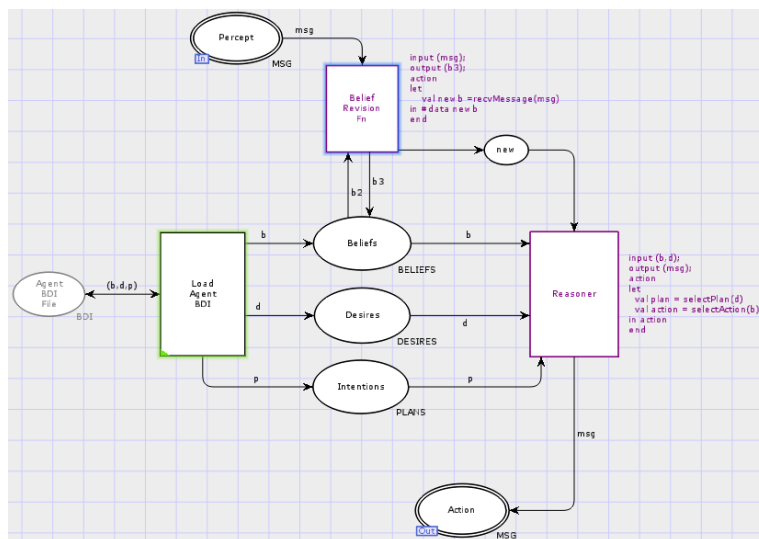 Percept
msg
In
MSG
Belief
Revision
Fn
input (msg);
output (b3);
action
let
val newb =recvMessage(msg)
in #data newb
end
new
b3
b2
b
Beliefs
b
BELIEFS
Agent
BDI
File
BDI
(b,d,p)
Load
Agent
BDI
Reasoner
input (b,d);
output (msg);
action
let
val plan = selectPlan(d)
val action = selectAction(b)
in action
end
d
Desires
d
DESIRES
p
Intentions
p
PLANS
msg
Action
Out
MSG